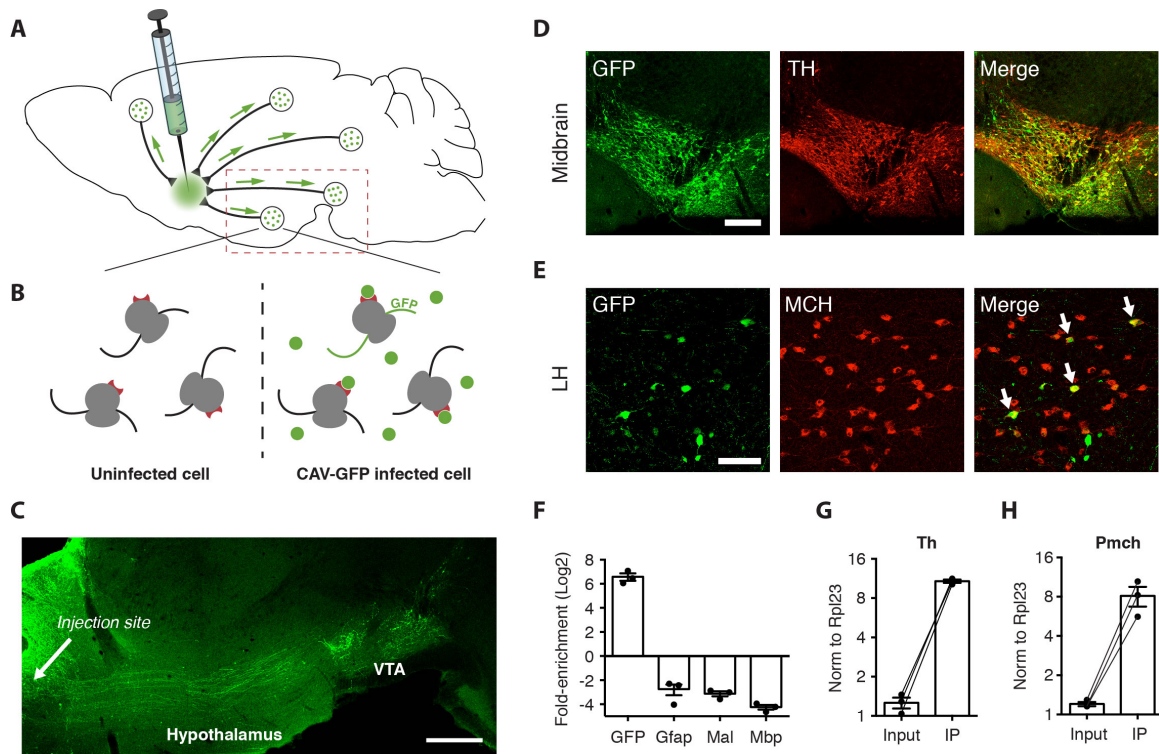 A
B
GFP
Uninfected cell
CAV-GFP infected cell
C
Injection site
VTA
Hypothalamus
D
GFP
TH
Merge
Midbrain
E
GFP
MCH
Merge
LH
F
Fold-enrichment (Log2)
8
6
4
2
0
-2
-4
GFP
Gfap
Mal
Mbp
G
Th
Norm to Rpl23
16
8
4
2
1
Input
IP
H
Pmch
Norm to Rpl23
16
8
4
2
1
Input
IP